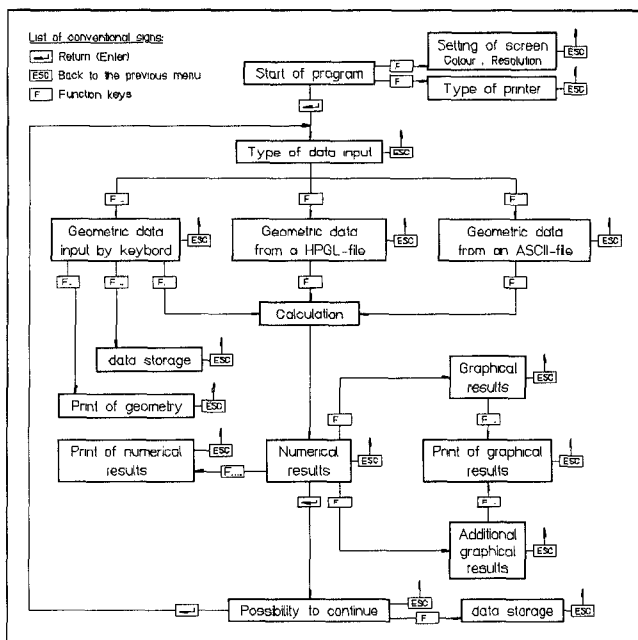 List of conventional signs:
Return (Enter)
ESC Back to the previous menu
F Function keys
Start of program
F..
F..
Setting of screen
Colour , Resolution
ESC
Type of printer
ESC
Type of data input
ESC
F...
F..
F..
Geometric data
input by keybord
ESC
Geometric data
from a HPGL-file
ESC
Geometric data
from an ASCII-file
ESC
F..
F...
F..
F..
F..
Calculation
data storage
ESC
Print of geometry
ESC
Graphical
results
ESC
F..
F...
Print of numerical
results
ESC
F....
Numerical
results
ESC
Print of graphical
results
ESC
F..
F...
Additional
graphical
results
ESC
Possibility to continue
ESC
F..
data storage
ESC